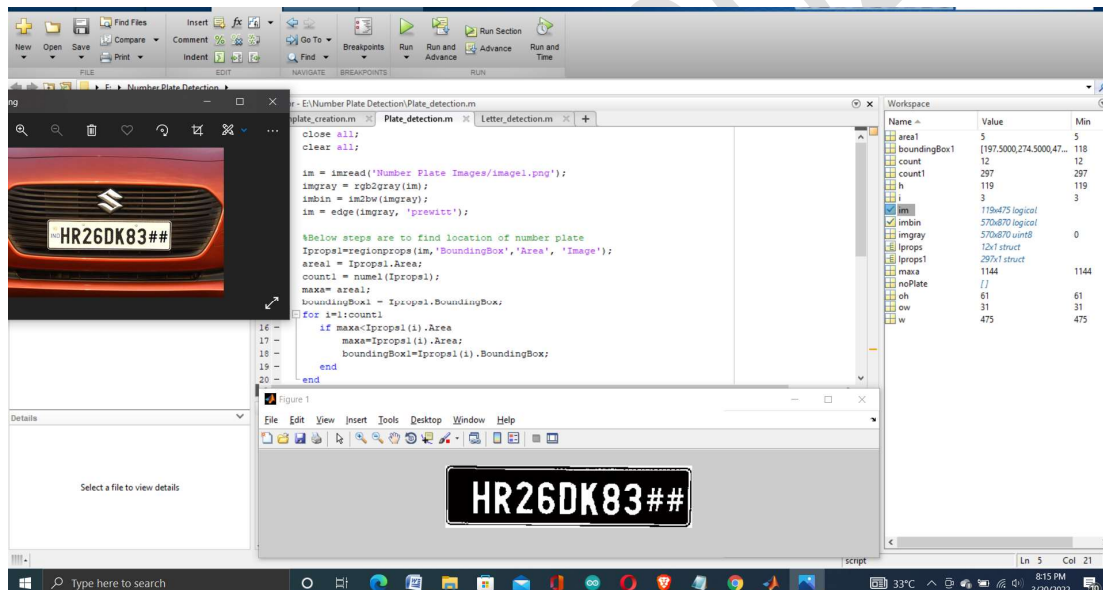 Find Files
Insert fx
New Open Save Compare Comment Go To Breakpoints Run Run and Advance Run Section Advance Run and Time
Print Indent Find
FILE EDIT NAVIGATE BREAKPOINTS RUN
E: Number Plate Detection
ng
HR26DK83##
- E:\Number Plate Detection\Plate_detection.m
Plate_detection.m Letter_detection.m +
close all;
clear all;
im = imread('Number Plate Images/image1.png');
imgray = rgb2gray(im);
imbin = im2bw(imgray);
im = edge(imgray, 'prewitt');
%Below steps are to find location of number plate
Iprops1=regionprops(im,'BoundingBox','Area', 'Image');
area1 = Iprops1.Area;
count1 = numel(Iprops1);
maxa= area1;
boundingBox1 = Iprops1.BoundingBox;
for i=1:count1
16 - if maxa<Iprops1(i).Area
17 - maxa=Iprops1(i).Area;
18 - boundingBox1=Iprops1(i).BoundingBox;
19 - end
20 - end
Workspace
Name Value Min
area1 5 5
boundingBox1 [197.5000,274.5000,47... 118
count 12 12
count1 297 297
h 119 119
i 3 3
im 119x475 logical
imbin 570x870 logical
imgray 570x870 uint8 0
Iprops 12x1 struct
Iprops1 297x1 struct
maxa 1144 1144
noPlate []
oh 61 61
ow 31 31
w 475 475
Details
Select a file to view details
Figure 1
File Edit View Insert Tools Desktop Window Help
HR26DK83##
script Ln 5 Col 21
Type here to search
33°C
8:15 PM